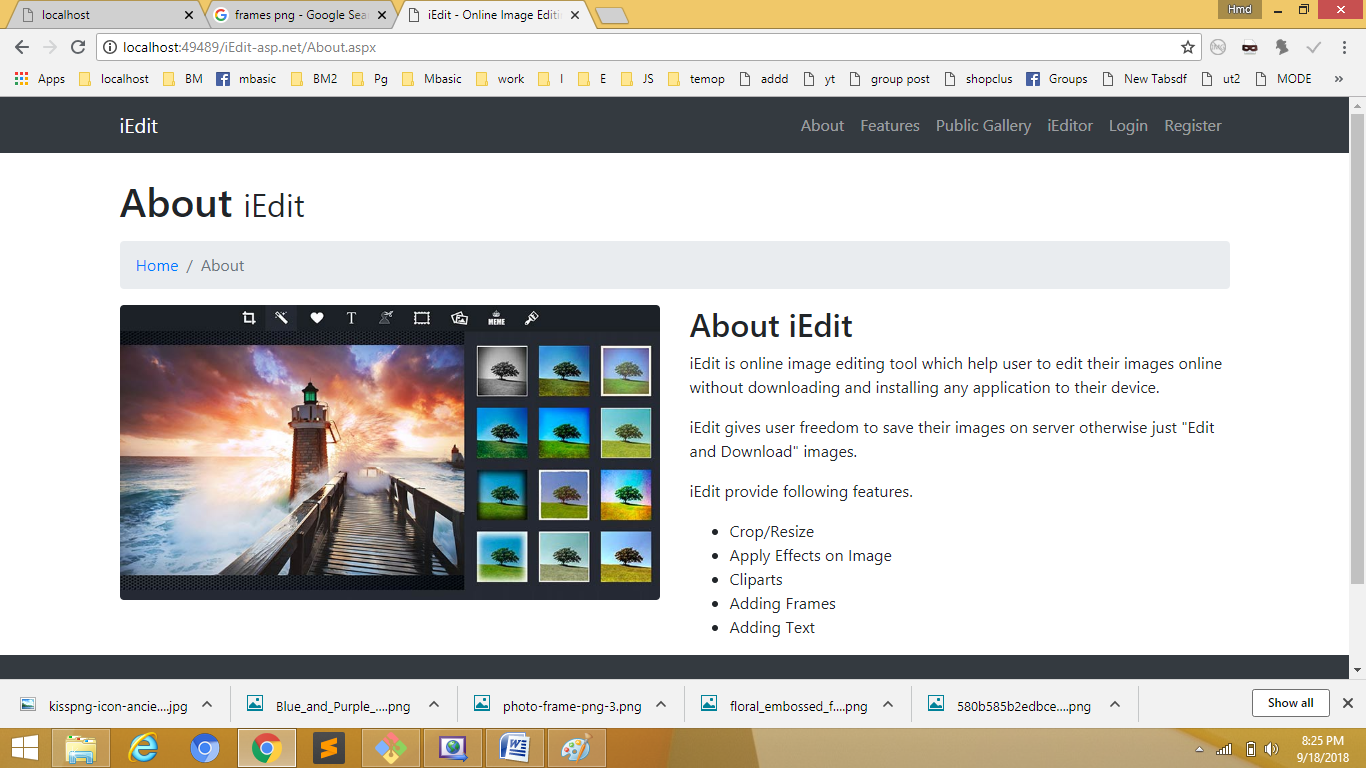 localhost
frames png - Google Sea
iEdit - Online Image Editi
Hmd
localhost:49489/iEdit-asp.net/About.aspx
Apps localhost BM mbasic BM2 Pg Mbasic work I E JS temop addd yt group post shopclus Groups New Tabsdf ut2 MODE »
iEdit About Features Public Gallery iEditor Login Register
About iEdit
Home / About
T MEME
About iEdit
iEdit is online image editing tool which help user to edit their images online
without downloading and installing any application to their device.
iEdit gives user freedom to save their images on server otherwise just "Edit
and Download" images.
iEdit provide following features.
• Crop/Resize
• Apply Effects on Image
• Cliparts
• Adding Frames
• Adding Text
kisspng-icon-ancie....jpg Blue_and_Purple_....png photo-frame-png-3.png floral_embossed_f....png 580b585b2edbce....png Show all
8:25 PM
9/18/2018